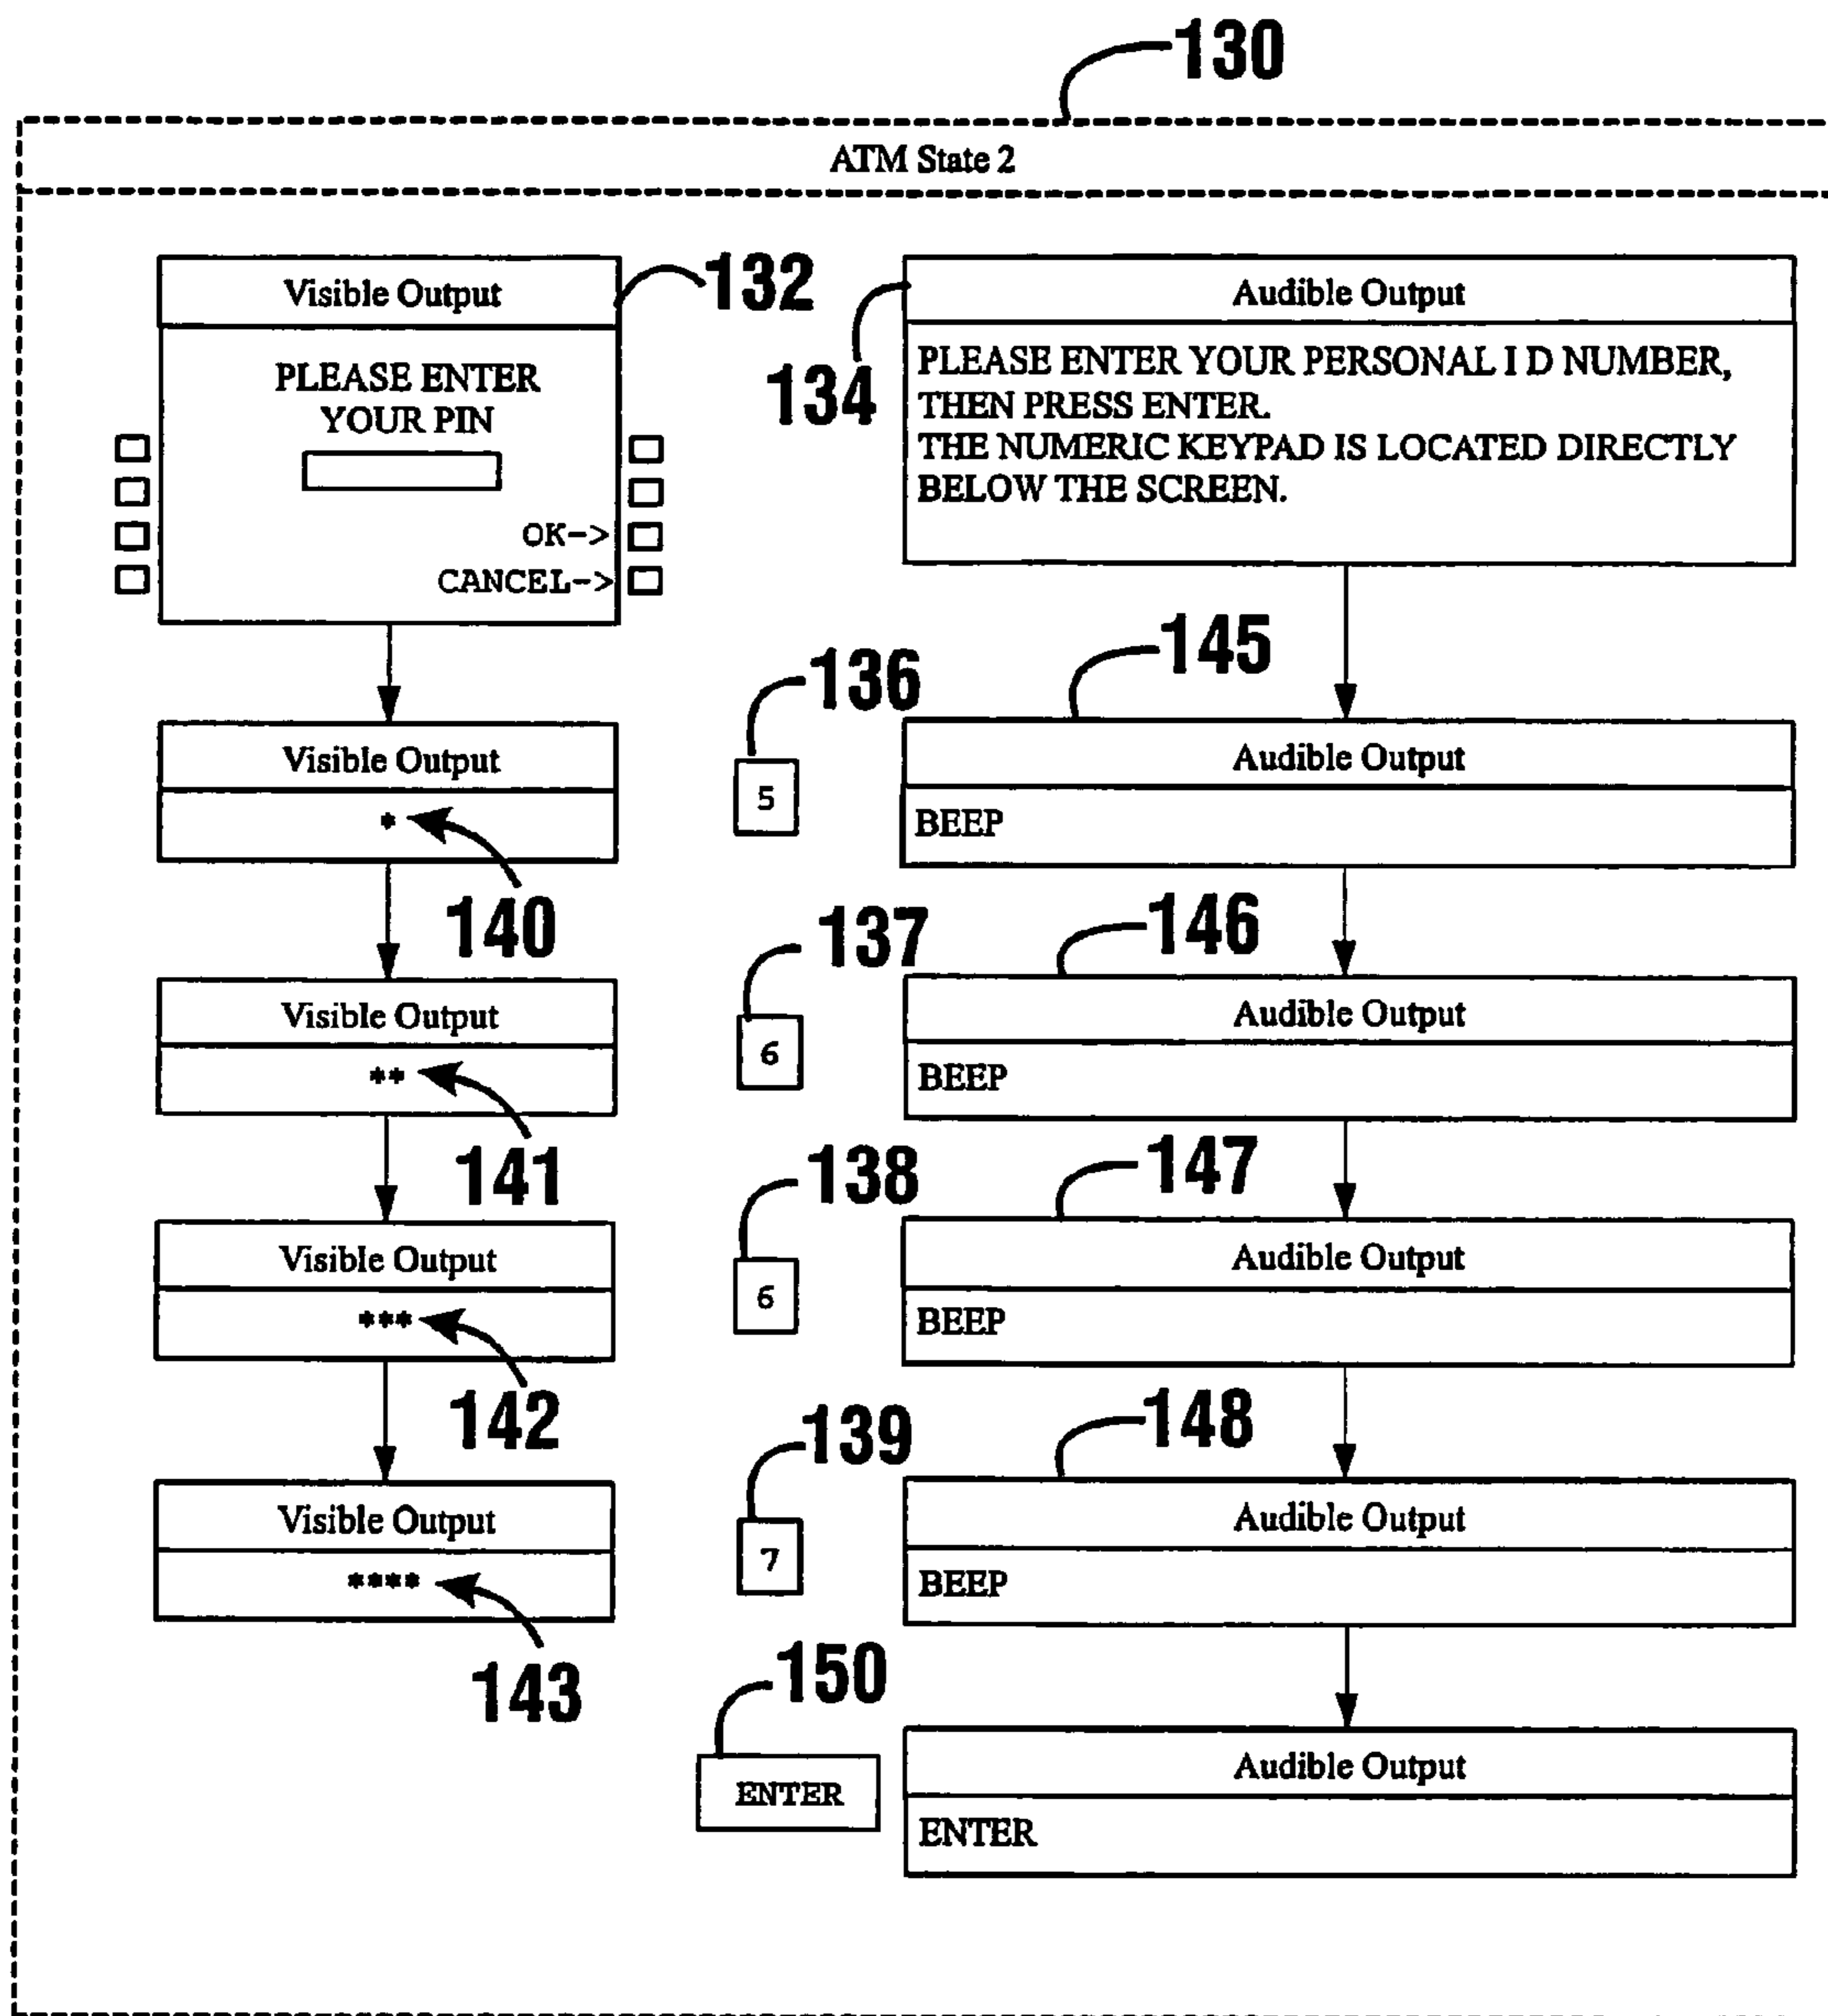 130
ATM State 2
Visible Output
132
PLEASE ENTER
YOUR PIN
OK->
CANCEL->
134
Audible Output
PLEASE ENTER YOUR PERSONAL I D NUMBER,
THEN PRESS ENTER.
THE NUMERIC KEYPAD IS LOCATED DIRECTLY
BELOW THE SCREEN.
Visible Output
*
140
136
5
145
Audible Output
BEEP
Visible Output
**
141
137
6
146
Audible Output
BEEP
Visible Output
***
142
138
6
147
Audible Output
BEEP
Visible Output
****
143
139
7
148
Audible Output
BEEP
150
ENTER
Audible Output
ENTER